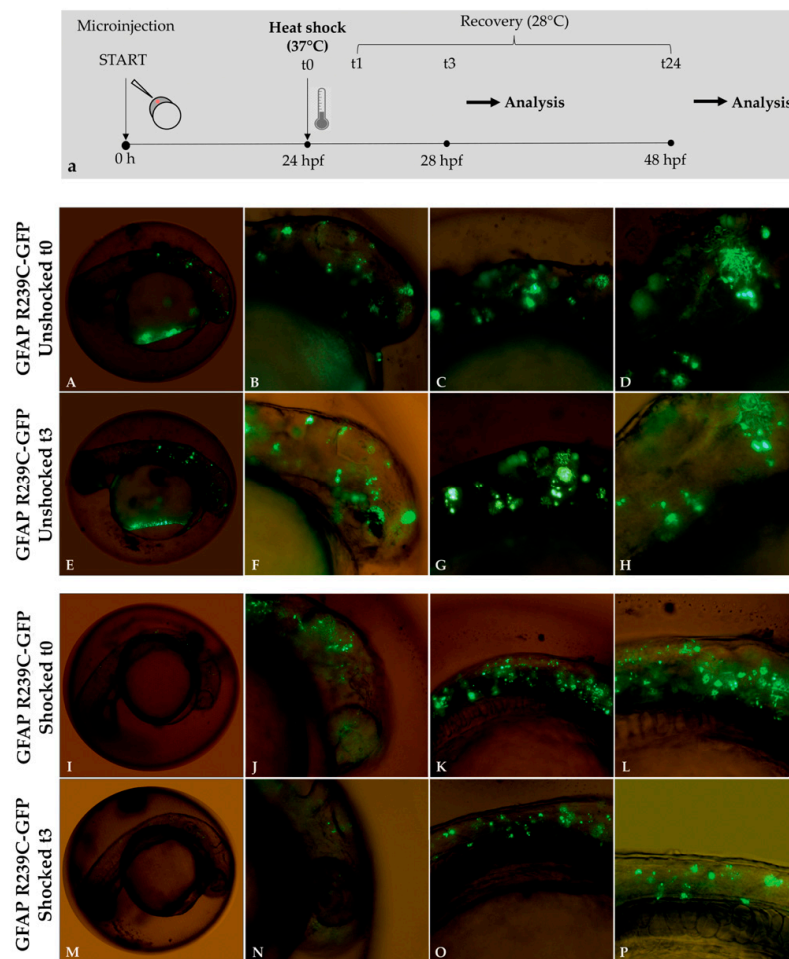 Microinjection
START
Heat shock
(37°C)
t0
Recovery (28°C)
t1
t3
t24
Analysis
Analysis
0 h
24 hpf
28 hpf
48 hpf
a
GFAP R239C-GFP
Unshocked t0
A
B
C
D
GFAP R239C-GFP
Unshocked t3
E
F
G
H
GFAP R239C-GFP
Shocked t0
I
J
K
L
GFAP R239C-GFP
Shocked t3
M
N
O
P